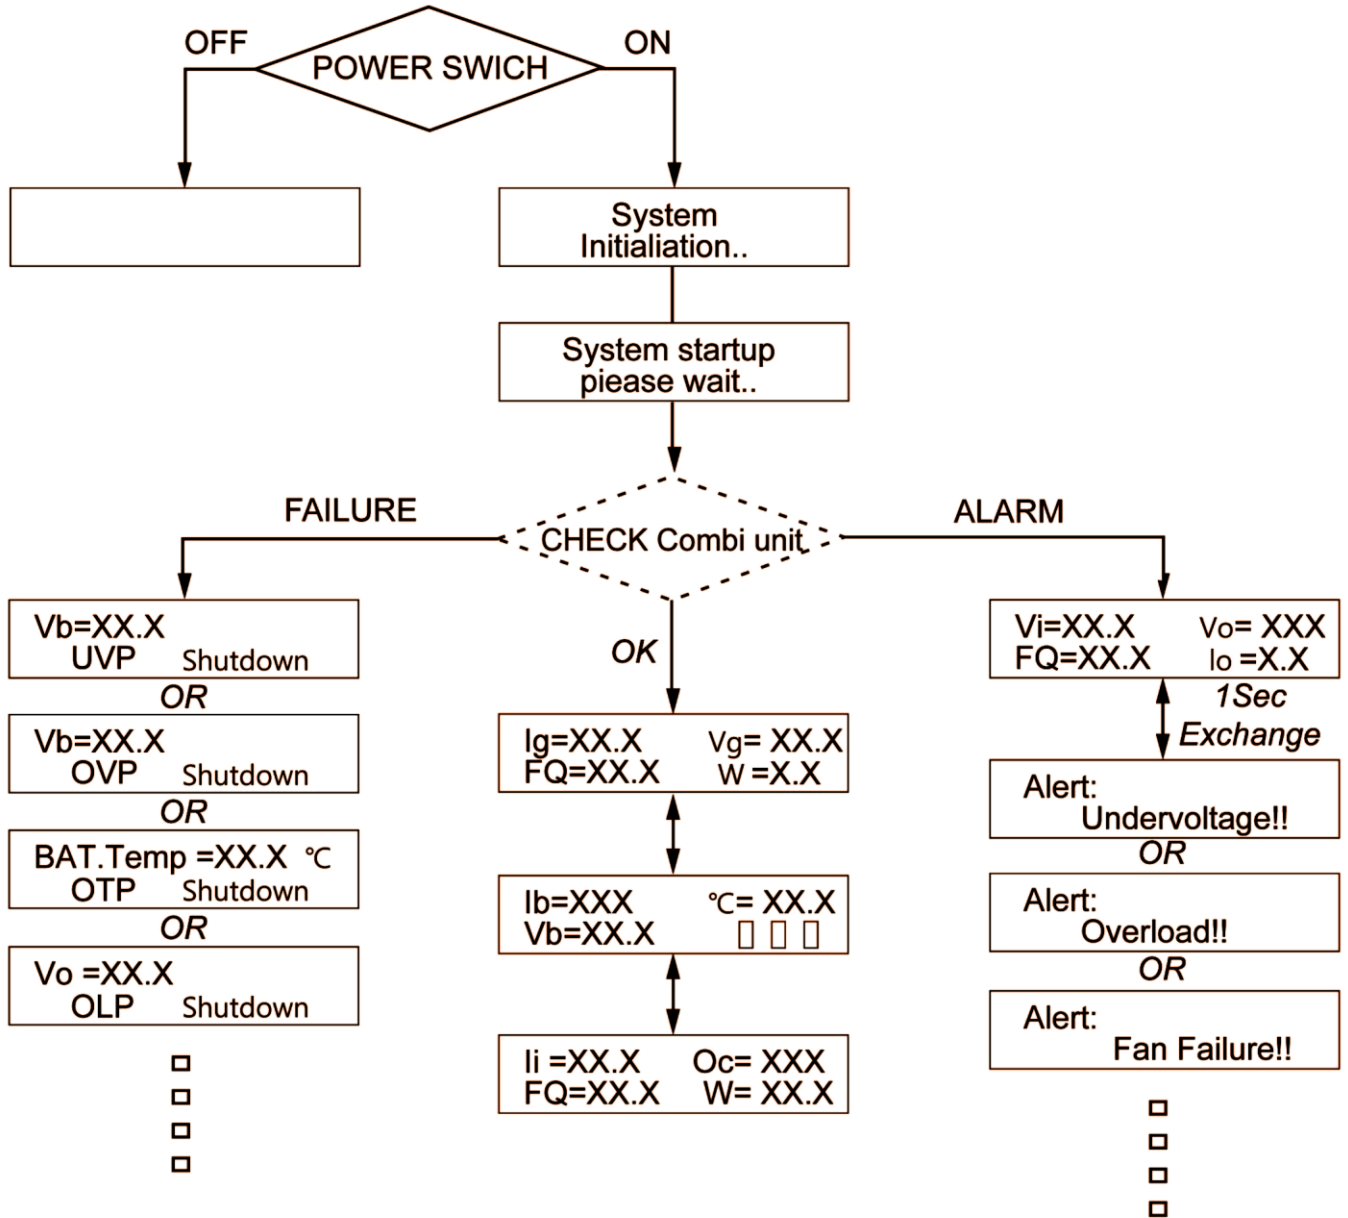 OFF
ON
POWER SWICH
System
Initialiation..
System startup
piease wait..
FAILURE
ALARM
CHECK Combi unit
OK
Vb=XX.X
UVP Shutdown
OR
Vb=XX.X
OVP Shutdown
OR
BAT.Temp =XX.X ℃
OTP Shutdown
OR
Vo =XX.X
OLP Shutdown
Ig=XX.X Vg= XX.X
FQ=XX.X W =X.X
Ib=XXX ℃= XX.X
Vb=XX.X
Ii =XX.X Oc= XXX
FQ=XX.X W= XX.X
Vi=XX.X Vo= XXX
FQ=XX.X Io =X.X
1Sec
Exchange
Alert:
Undervoltage!!
OR
Alert:
Overload!!
OR
Alert:
Fan Failure!!